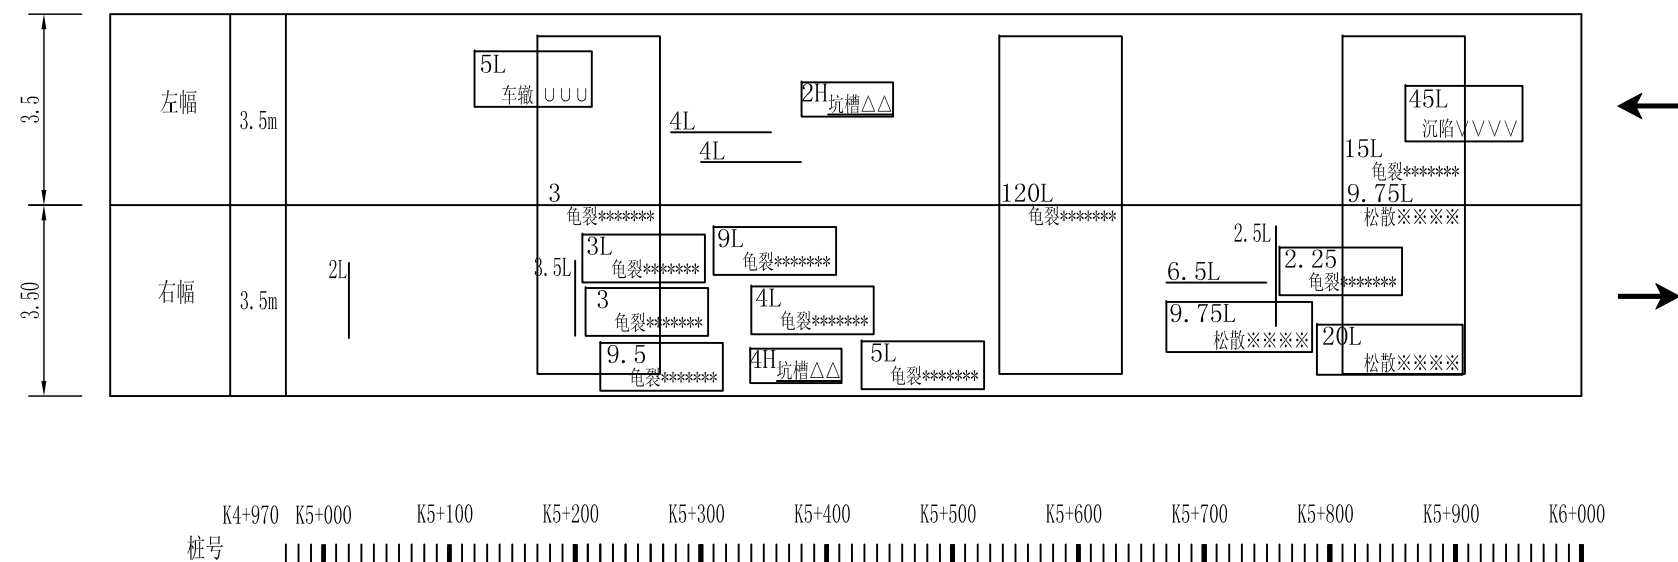 5L
车辙∪∪∪
2H坑槽△△
45L
沉陷∨∨∨∨
3.5
左幅
3.5m
4L
4L
15L
龟裂*******
3
120L
9.75L
龟裂*******
龟裂*******
松散※※※※
2.5L
3L
龟裂*******
9L
龟裂*******
2L
3.5L
6.5L
2.25
龟裂*******
3.50
右幅
3.5m
3
龟裂*******
4L
龟裂*******
9.75L
松散※※※※
20L
松散※※※※
9.5
龟裂*******
4H坑槽△△
5L
龟裂*******
K4+970 K5+000 K5+100 K5+200 K5+300 K5+400 K5+500 K5+600 K5+700 K5+800 K5+900 K6+000
桩号